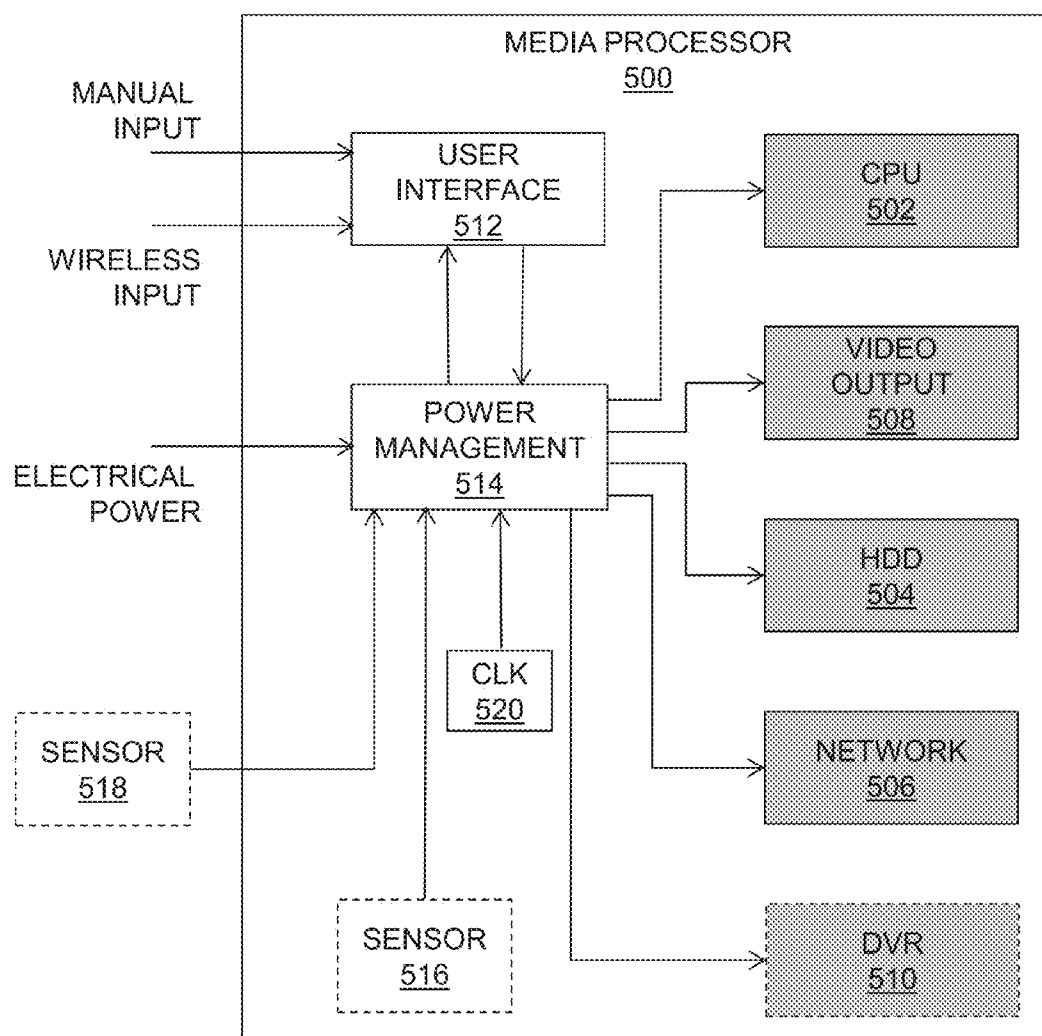 MEDIA PROCESSOR
500
MANUAL
INPUT
USER
INTERFACE
512
WIRELESS
INPUT
CPU
502
VIDEO
OUTPUT
508
POWER
MANAGEMENT
514
ELECTRICAL
POWER
HDD
504
CLK
520
SENSOR
518
NETWORK
506
SENSOR
516
DVR
510